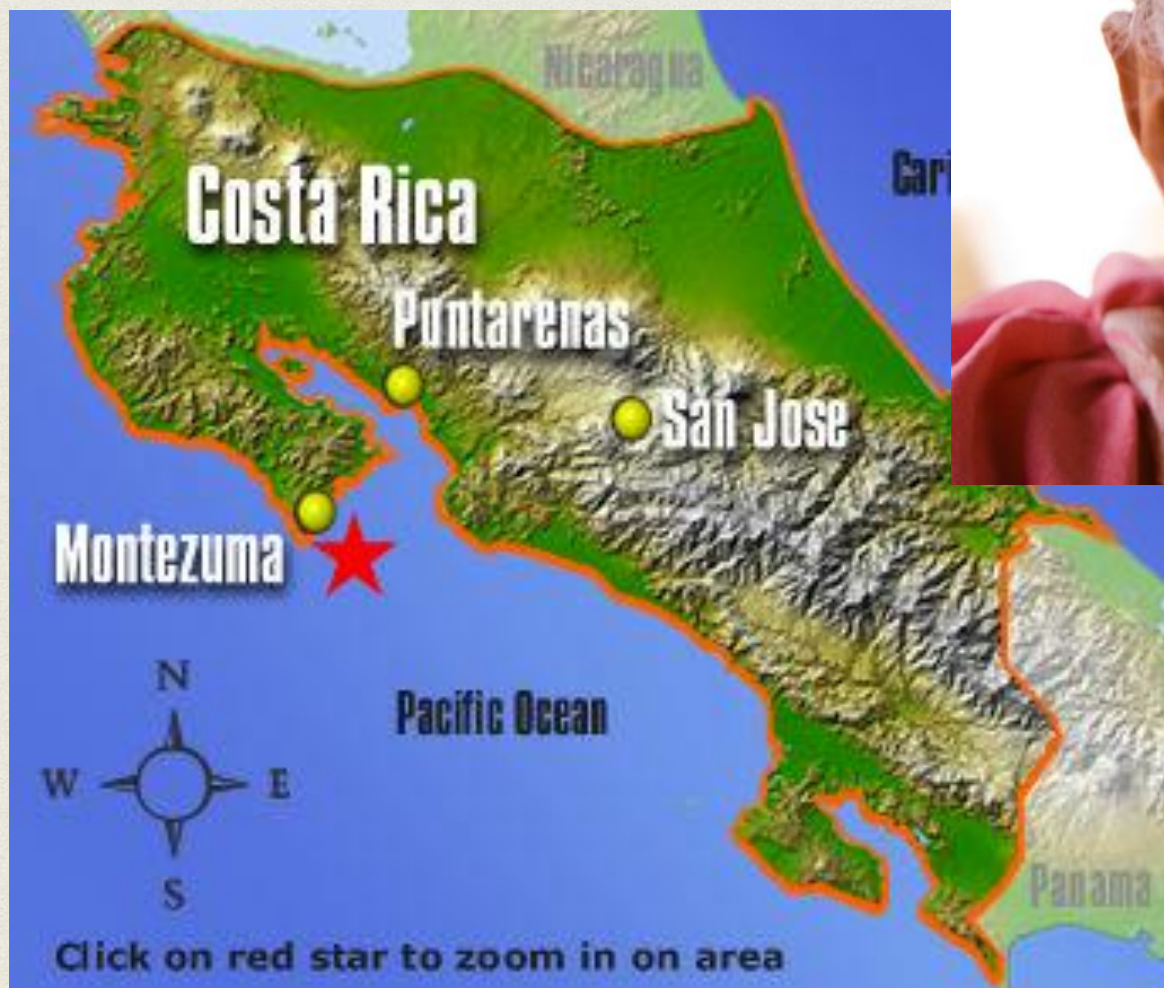 Nicaragua
Cari
Costa Rica
Puntarenas
San Jose
Montezuma
Pacific Ocean
N
W E
S
Panama
Click on red star to zoom in on area